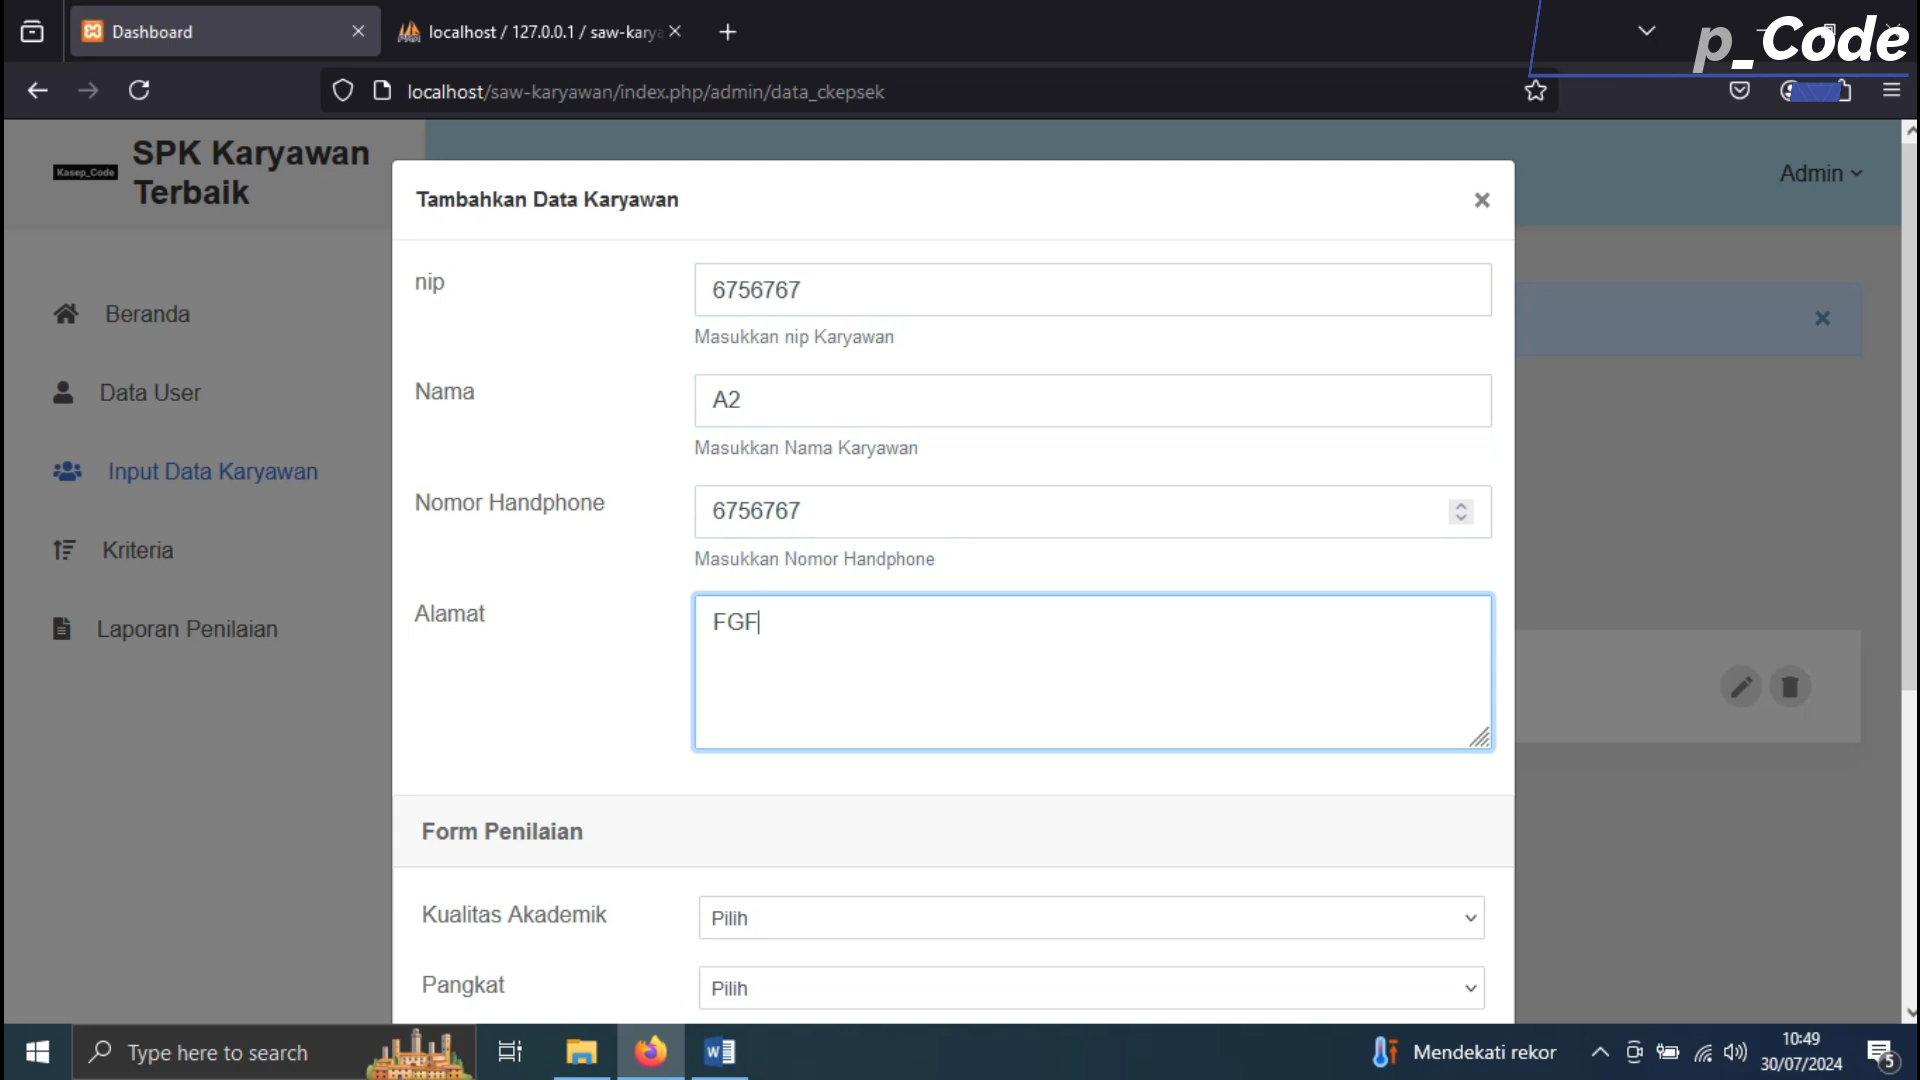 Dashboard
localhost / 127.0.0.1 / saw-karya
p_Code
localhost/saw-karyawan/index.php/admin/data_ckepsek
Kasep_Code
SPK Karyawan
Terbaik
Admin
Beranda
Data User
Input Data Karyawan
Kriteria
Laporan Penilaian
Tambahkan Data Karyawan
nip
6756767
Masukkan nip Karyawan
Nama
A2
Masukkan Nama Karyawan
Nomor Handphone
6756767
Masukkan Nomor Handphone
Alamat
FGF
Form Penilaian
Kualitas Akademik
Pilih
Pangkat
Pilih
Type here to search
Mendekati rekor
10:49
30/07/2024
5